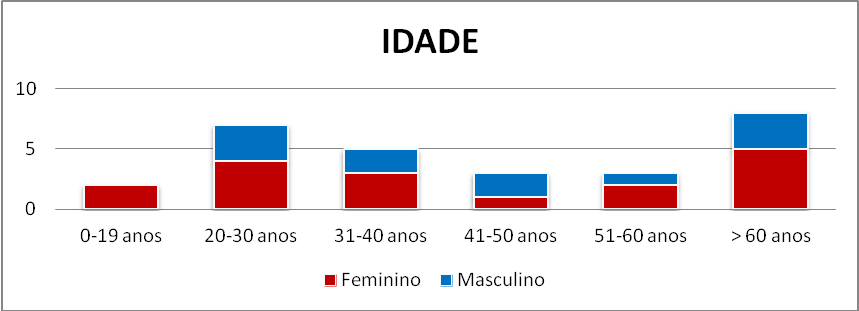 IDADE
10
5
0
0-19 anos 20-30 anos 31-40 anos 41-50 anos 51-60 anos > 60 anos
Feminino Masculino